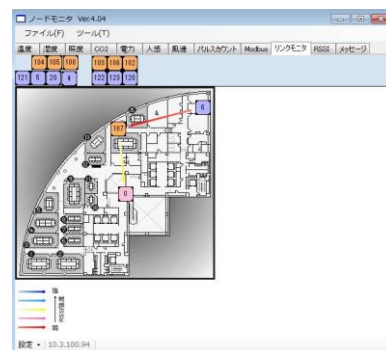 ノードモニタ Ver.4.04
ファイル(F) ツール(T)
温度 湿度 照度 CO2 電力 人感 風速 パルスカウント Modbus リンクモニタ RSSI メッセージ
104 105 108 103 106 102
121 5 20 4 122 123 120
6
107
0
強
RSSI強度
弱
設定 10.3.100.94